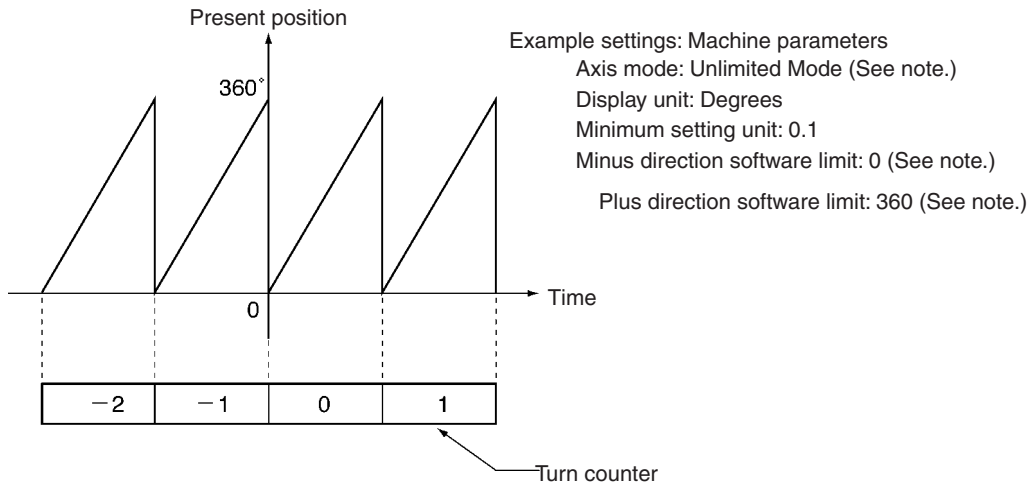 Present position
Example settings: Machine parameters
Axis mode: Unlimited Mode (See note.)
360°
Display unit: Degrees
Minimum setting unit: 0.1
Minus direction software limit: 0 (See note.)
Plus direction software limit: 360 (See note.)
Time
0
−2 −1 0 1
Turn counter